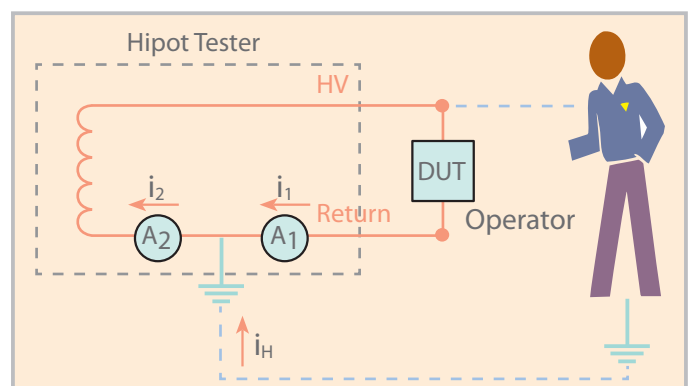 Hipot Tester
HV
DUT
i2
i1
Return
Operator
A2
A1
iH